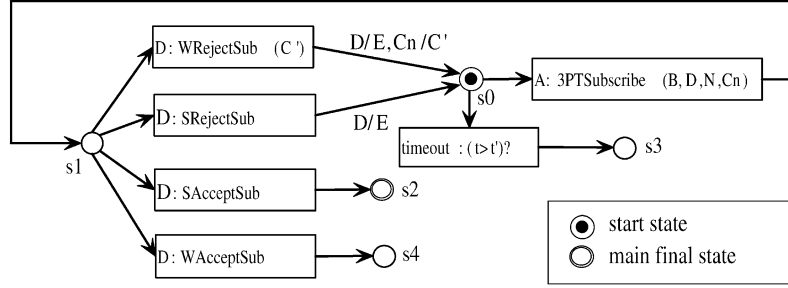 D: WRejectSub (C')
D/E,Cn/C'
D: SRejectSub
D/E
s0
A: 3PTSubscribe (B,D,N,Cn)
s1
timeout :(t>t')?
s3
D: SAcceptSub
s2
D: WAcceptSub
s4
start state
main final state